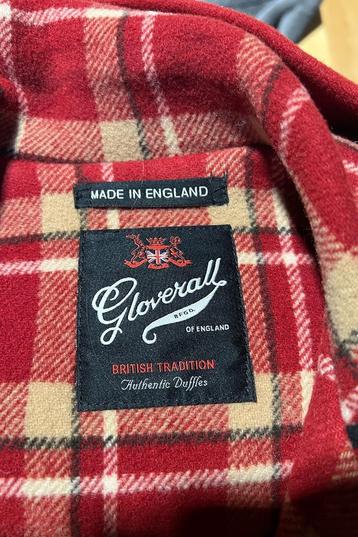 MADE IN ENGLAND
Gloverall
REGD.
OF ENGLAND
BRITISH TRADITION
Authentic Duffles